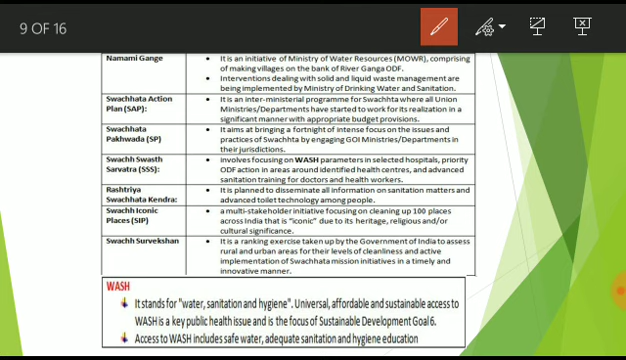 9 OF 16
Namami Gange
• It is an initiative of Ministry of Water Resources (MOWR), comprising
of making villages on the bank of River Ganga ODF.
• Interventions dealing with solid and liquid waste management are
being implemented by Ministry of Drinking Water and Sanitation.
Swachhata Action
Plan (SAP):
• It is an inter-ministerial programme for Swachhta where all Union
Ministries/Departments have started to work for its realization in a
significant manner with appropriate budget provisions.
Swachhata
Pakhwada (SP)
• It aims at bringing a fortnight of intense focus on the issues and
practices of Swachhta by engaging GOI Ministries/Departments in
their jurisdictions.
Swachh Swasth
Sarvatra (SSS):
• involves focusing on WASH parameters in selected hospitals, priority
ODF action in areas around identified health centres, and advanced
sanitation training for doctors and health workers.
Rashtriya
Swachhata Kendra:
• It is planned to disseminate all information on sanitation matters and
advanced toilet technology among people.
Swachh Iconic
Places (SIP)
• a multi-stakeholder initiative focusing on cleaning up 100 places
across India that is "iconic" due to its heritage, religious and/or
cultural significance.
Swachh Survekshan
• It is a ranking exercise taken up by the Government of India to assess
rural and urban areas for their levels of cleanliness and active
implementation of Swachhata mission initiatives in a timely and
innovative manner.
WASH
It stands for "water, sanitation and hygiene". Universal, affordable and sustainable access to
WASH is a key public health issue and is the focus of Sustainable Development Goal 6.
Access to WASH includes safe water, adequate sanitation and hygiene education